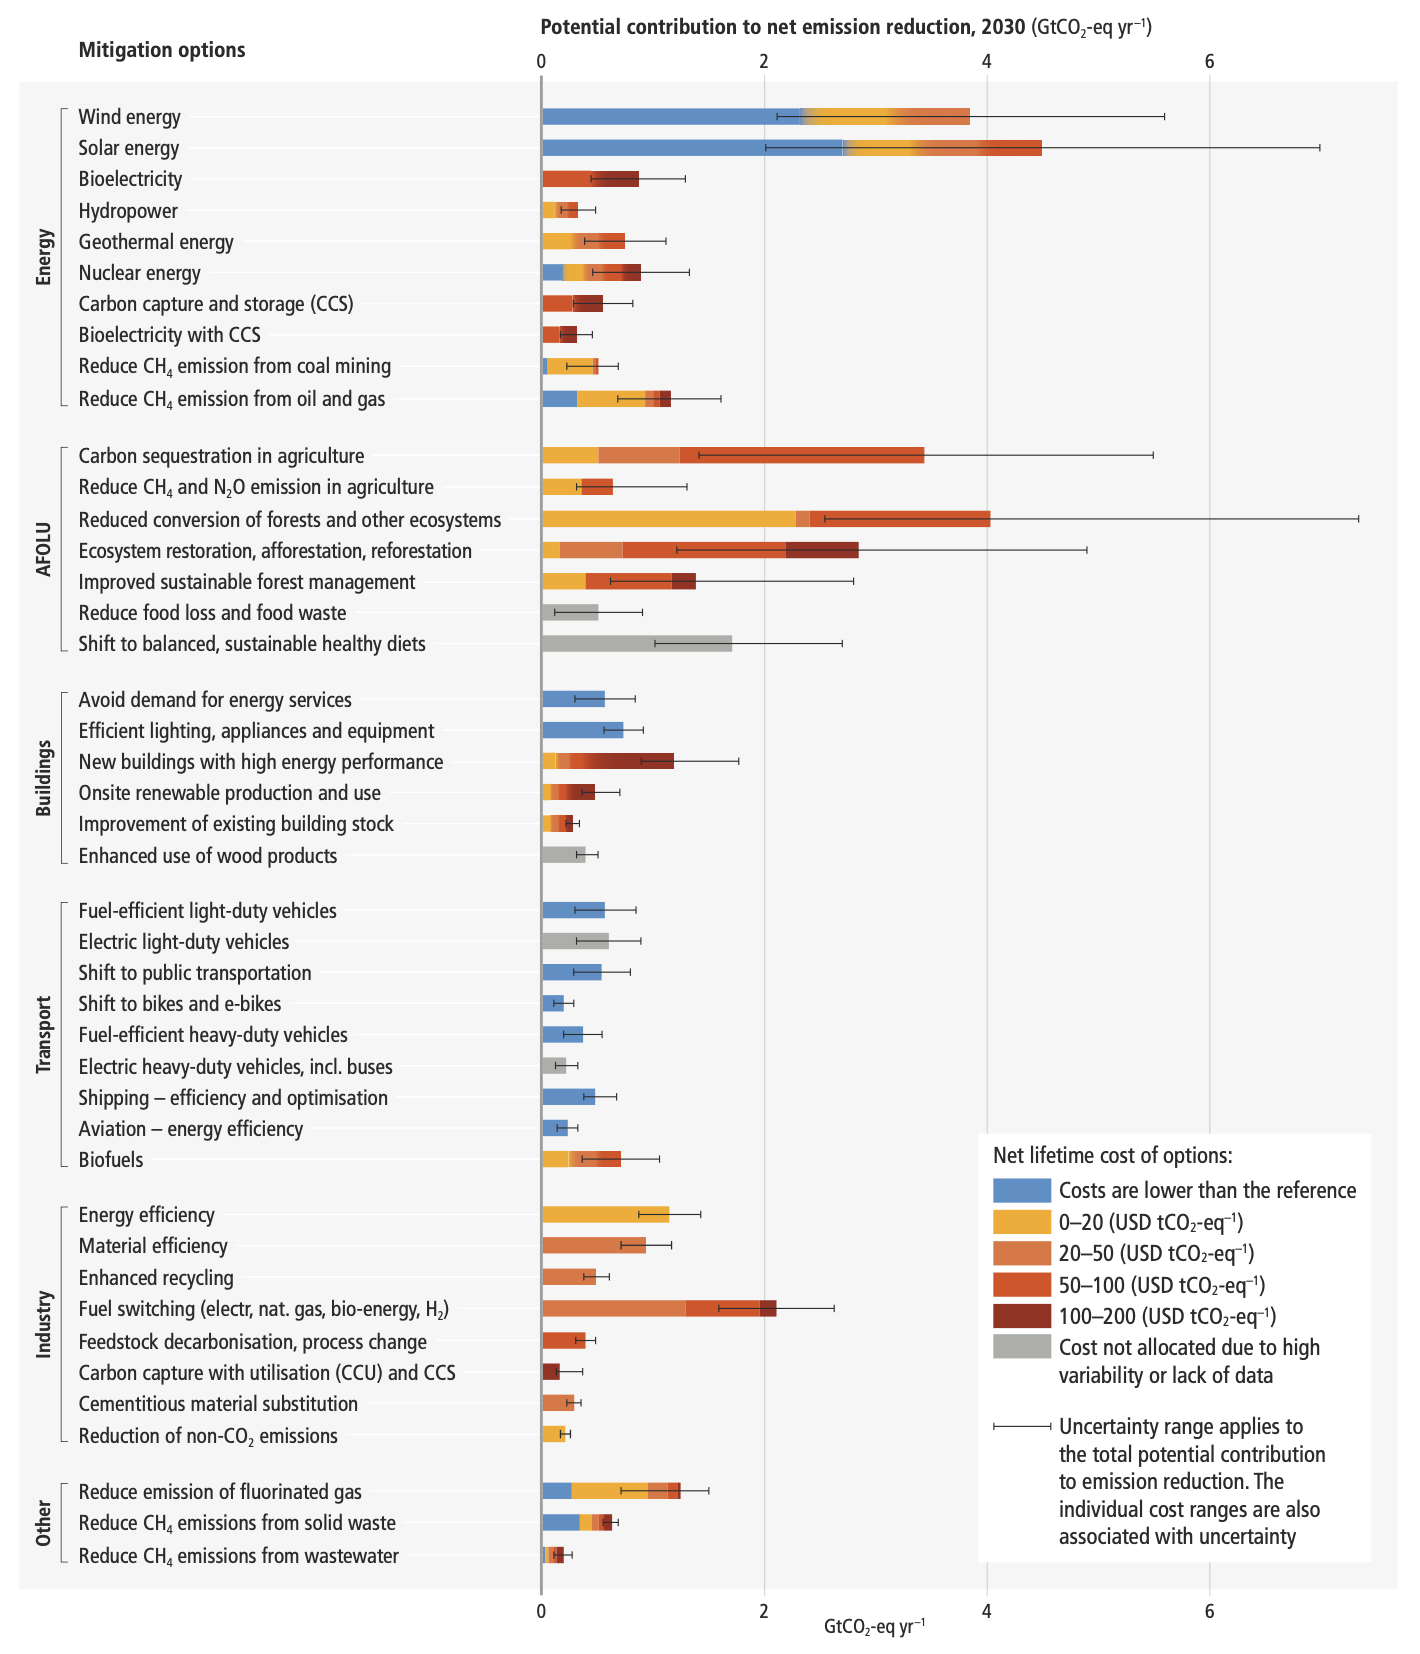 Potential contribution to net emission reduction, 2030 (GtCO₂-eq yr⁻¹)
Mitigation options
0 2 4 6
Energy
Wind energy
Solar energy
Bioelectricity
Hydropower
Geothermal energy
Nuclear energy
Carbon capture and storage (CCS)
Bioelectricity with CCS
Reduce CH₄ emission from coal mining
Reduce CH₄ emission from oil and gas
AFOLU
Carbon sequestration in agriculture
Reduce CH₄ and N₂O emission in agriculture
Reduced conversion of forests and other ecosystems
Ecosystem restoration, afforestation, reforestation
Improved sustainable forest management
Reduce food loss and food waste
Shift to balanced, sustainable healthy diets
Buildings
Avoid demand for energy services
Efficient lighting, appliances and equipment
New buildings with high energy performance
Onsite renewable production and use
Improvement of existing building stock
Enhanced use of wood products
Transport
Fuel-efficient light-duty vehicles
Electric light-duty vehicles
Shift to public transportation
Shift to bikes and e-bikes
Fuel-efficient heavy-duty vehicles
Electric heavy-duty vehicles, incl. buses
Shipping – efficiency and optimisation
Aviation – energy efficiency
Biofuels
Industry
Energy efficiency
Material efficiency
Enhanced recycling
Fuel switching (electr, nat. gas, bio-energy, H₂)
Feedstock decarbonisation, process change
Carbon capture with utilisation (CCU) and CCS
Cementitious material substitution
Reduction of non-CO₂ emissions
Other
Reduce emission of fluorinated gas
Reduce CH₄ emissions from solid waste
Reduce CH₄ emissions from wastewater
Net lifetime cost of options:
Costs are lower than the reference
0–20 (USD tCO₂-eq⁻¹)
20–50 (USD tCO₂-eq⁻¹)
50–100 (USD tCO₂-eq⁻¹)
100–200 (USD tCO₂-eq⁻¹)
Cost not allocated due to high
variability or lack of data
Uncertainty range applies to
the total potential contribution
to emission reduction. The
individual cost ranges are also
associated with uncertainty
0 2 4 6
GtCO₂-eq yr⁻¹